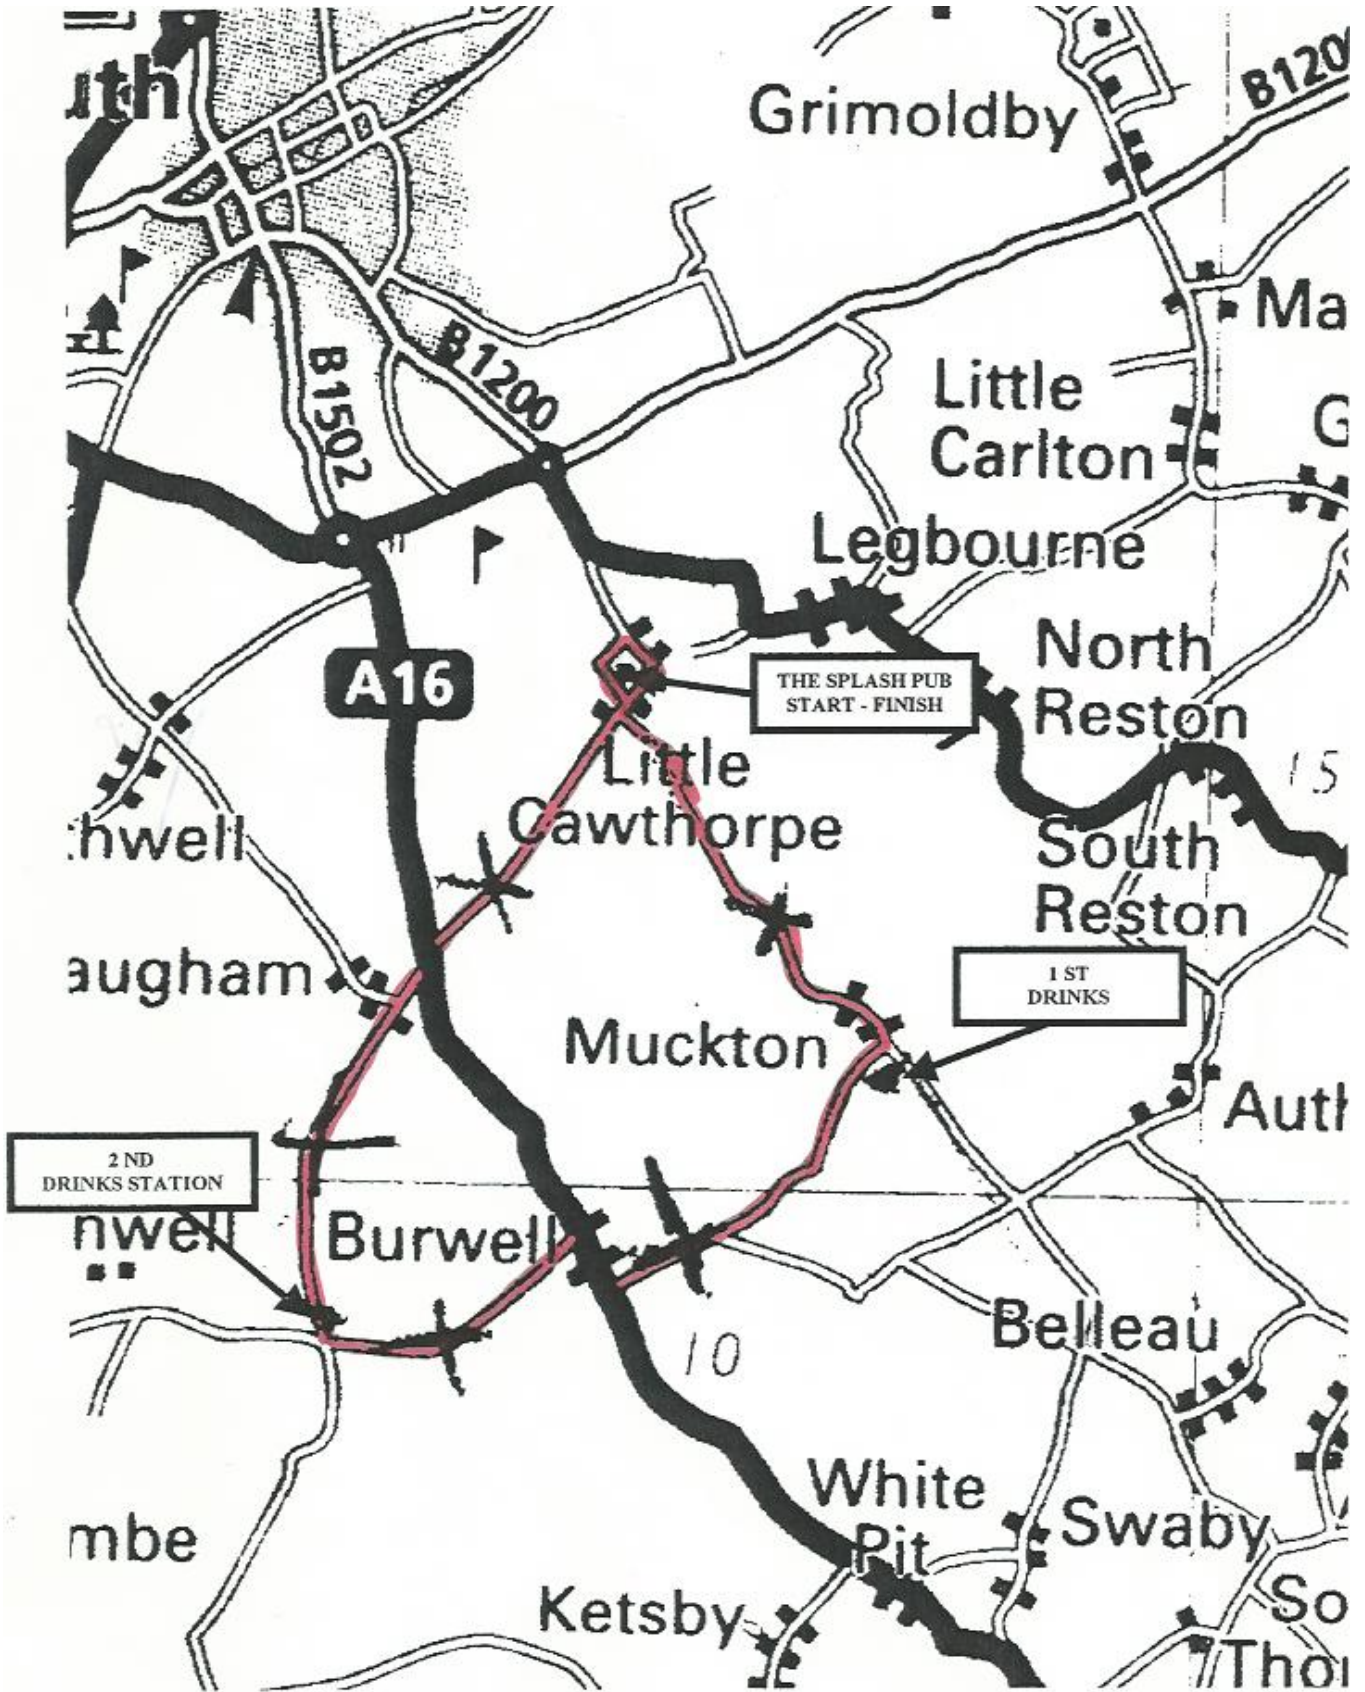 uth
Grimoldby
B120
B1200
B1502
Ma
Little
Carlton
G
Legbourne
North
Reston
A16
THE SPLASH PUB
START - FINISH
Little
Cawthorpe
15
hwell
South
Reston
augham
1 ST
DRINKS
Muckton
Auth
2 ND
DRINKS STATION
nwell
Burwell
Belleau
10
White
Pit
Swaby
mbe
Ketsby
So
Tho